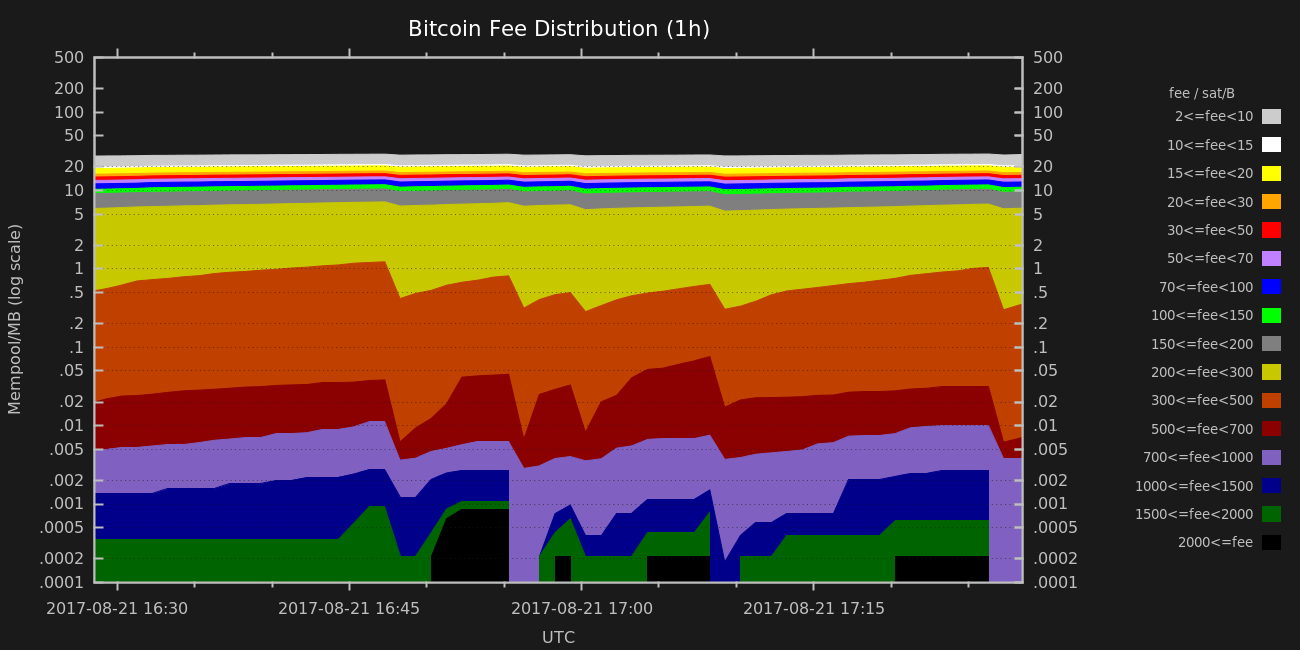 Bitcoin Fee Distribution (1h)
500 500
200 200
100 100
50 50
20 20
10 10
5 5
2 2
1 1
.5 .5
.2 .2
.1 .1
.05 .05
.02 .02
.01 .01
.005 .005
.002 .002
.001 .001
.0005 .0005
.0002 .0002
.0001 .0001
Mempool/MB (log scale)
2017-08-21 16:30 2017-08-21 16:45 2017-08-21 17:00 2017-08-21 17:15
UTC
fee / sat/B
2<=fee<10
10<=fee<15
15<=fee<20
20<=fee<30
30<=fee<50
50<=fee<70
70<=fee<100
100<=fee<150
150<=fee<200
200<=fee<300
300<=fee<500
500<=fee<700
700<=fee<1000
1000<=fee<1500
1500<=fee<2000
2000<=fee